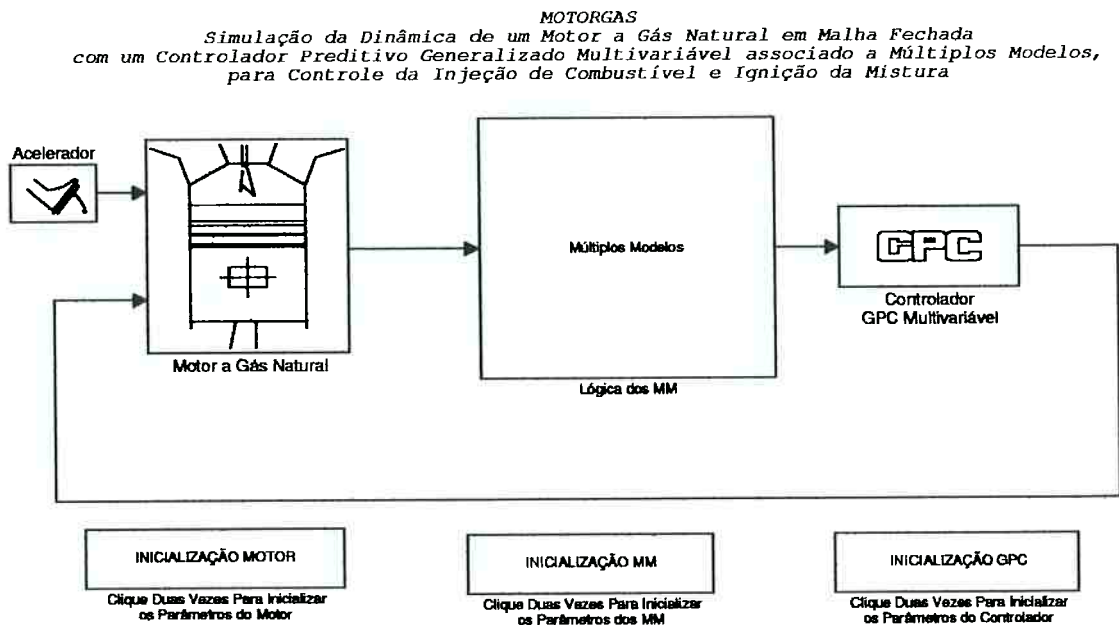 MOTORGAS
Simulação da Dinâmica de um Motor a Gás Natural em Malha Fechada
com um Controlador Preditivo Generalizado Multivariável associado a Múltiplos Modelos,
para Controle da Injeção de Combustível e Ignição da Mistura
Acelerador
Motor a Gás Natural
Múltiplos Modelos
Lógica dos MM
GPC
Controlador
GPC Multivariável
INICIALIZAÇÃO MOTOR
Clique Duas Vezes Para Inicializar
os Parâmetros do Motor
INICIALIZAÇÃO MM
Clique Duas Vezes Para Inicializar
os Parâmetros dos MM
INICIALIZAÇÃO GPC
Clique Duas Vezes Para Inicializar
os Parâmetros do Controlador